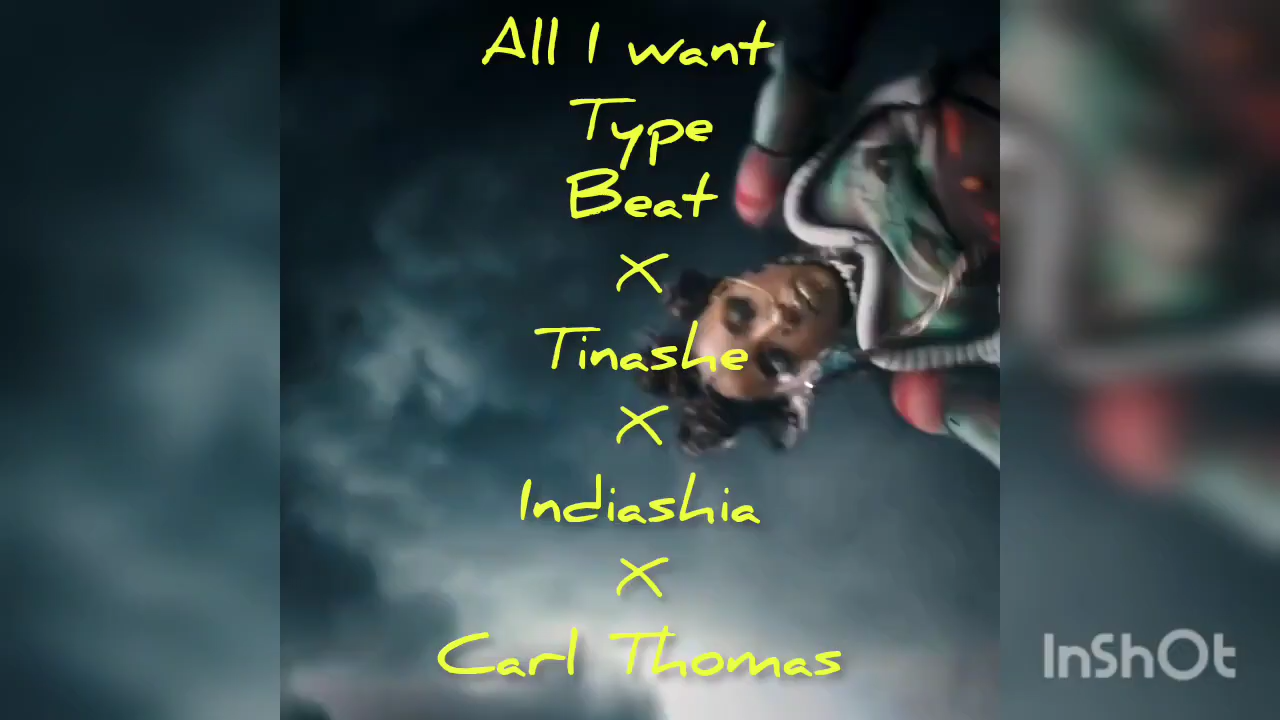 All I want
Type
Beat
X
Tinashe
X
Indiashia
X
Carl Thomas
InShOt